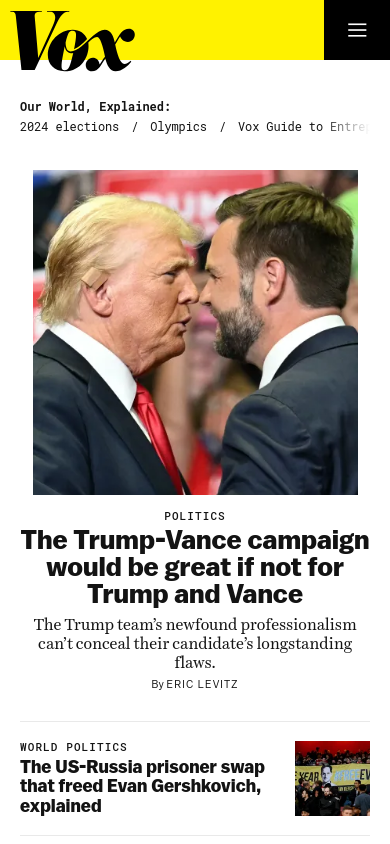 Vox
Our World, Explained:
2024 elections / Olympics / Vox Guide to
POLITICS
The Trump-Vance campaign
would be great if not for
Trump and Vance
The Trump team’s newfound professionalism
can’t conceal their candidate’s longstanding
flaws.
By ERIC LEVITZ
WORLD POLITICS
The US-Russia prisoner swap
that freed Evan Gershkovich,
explained